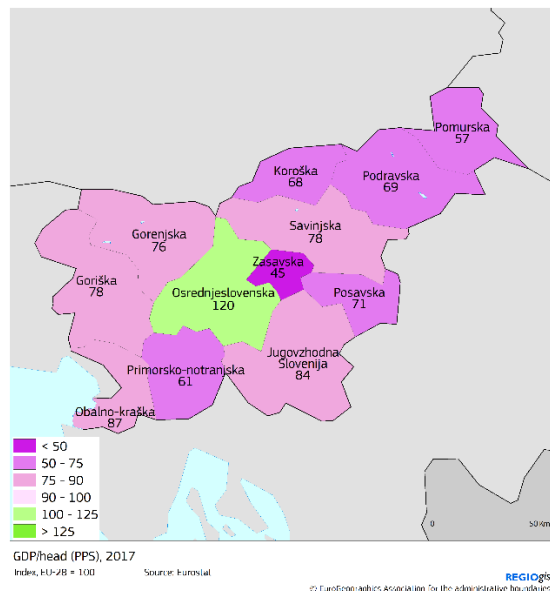 Pomurska
57
Koroška
68
Podravska
69
Savinjska
78
Gorenjska
76
Zasavska
45
Goriška
78
Osrednjeslovenska
120
Posavska
71
Jugovzhodna
Slovenija
84
Primorsko-notranjska
61
Obalno-kraška
87
< 50
50 - 75
75 - 90
90 - 100
100 - 125
> 125
0 50 Km
GDP/head (PPS), 2017
Index, EU-28 = 100 Source: Eurostat
REGIOgis
© EuroGeographics Association for the administrative boundaries